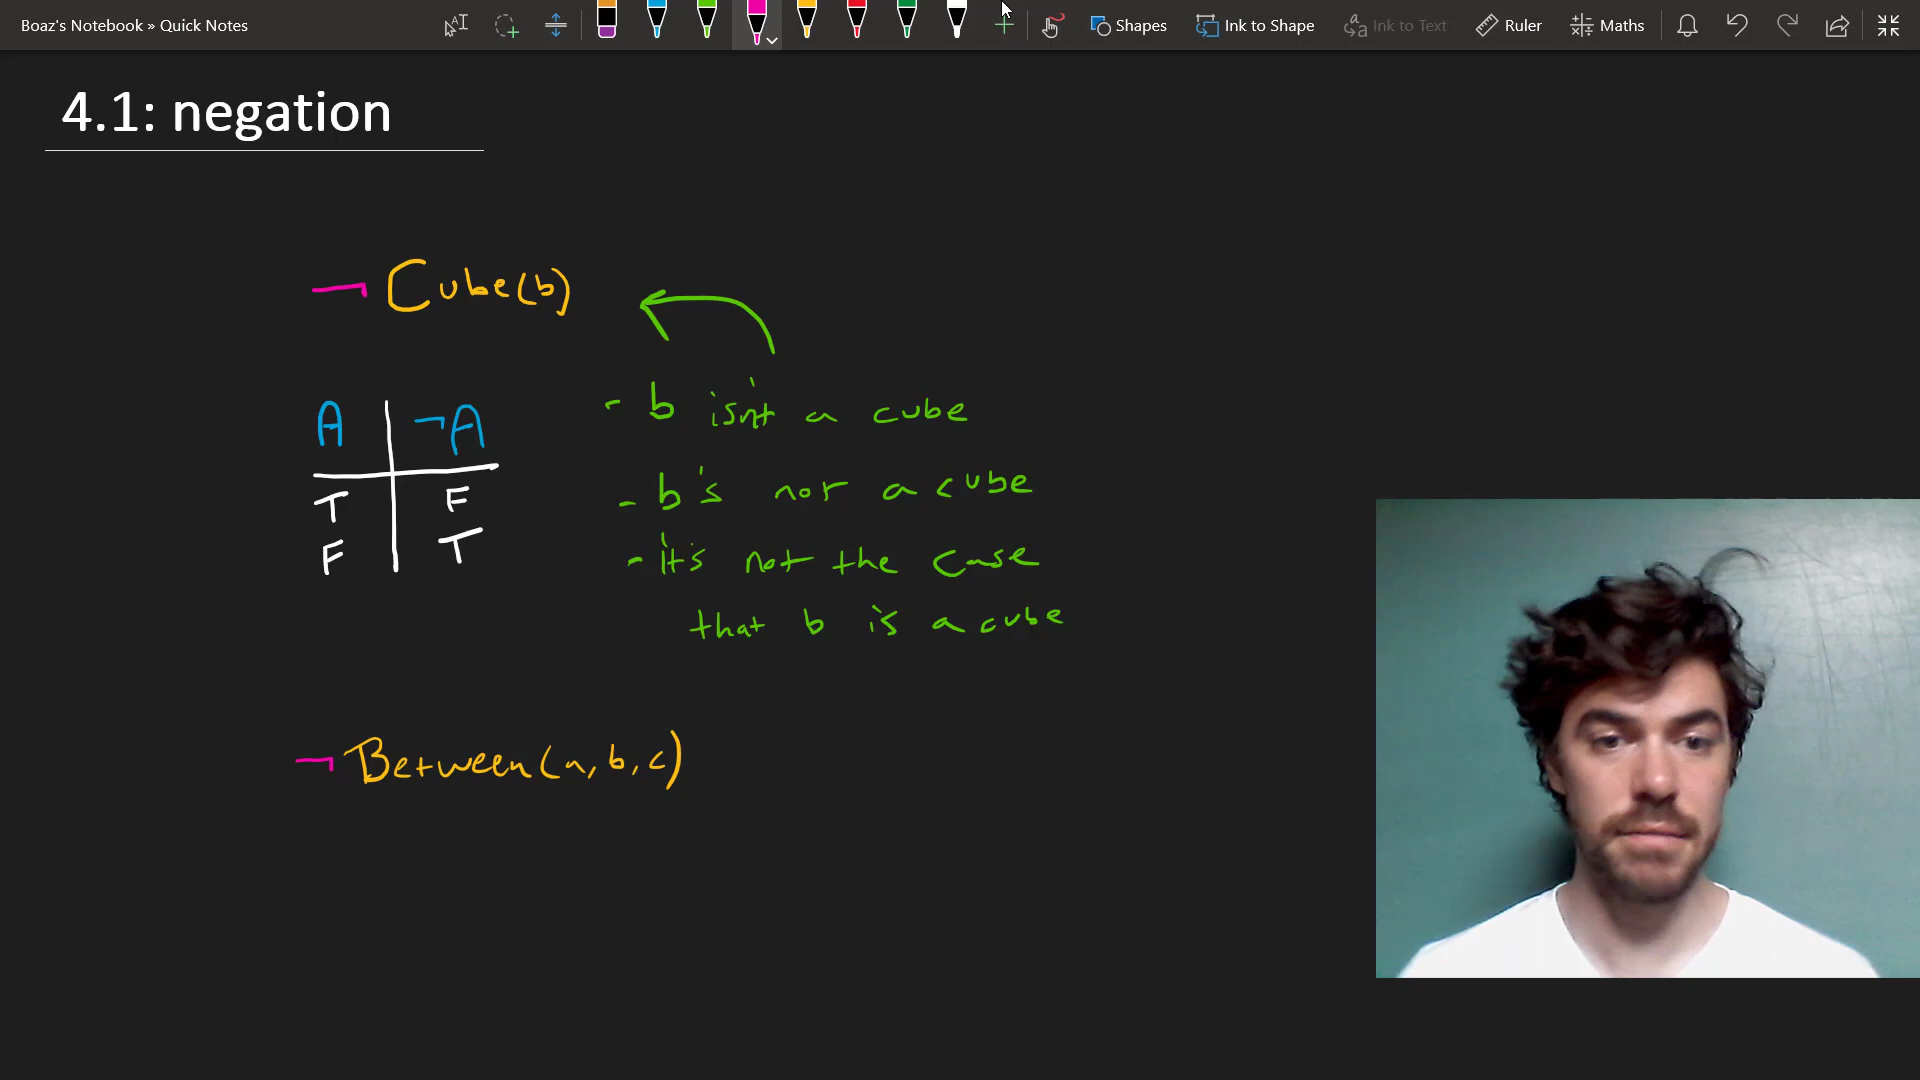 Boaz's Notebook » Quick Notes
Shapes
Ink to Shape
Ink to Text
Ruler
Maths
4.1: negation
¬ Cube(b)
A ¬A
T F
F T
- b isn't a cube
- b's not a cube
- it's not the case
that b is a cube
¬ Between(a, b, c)